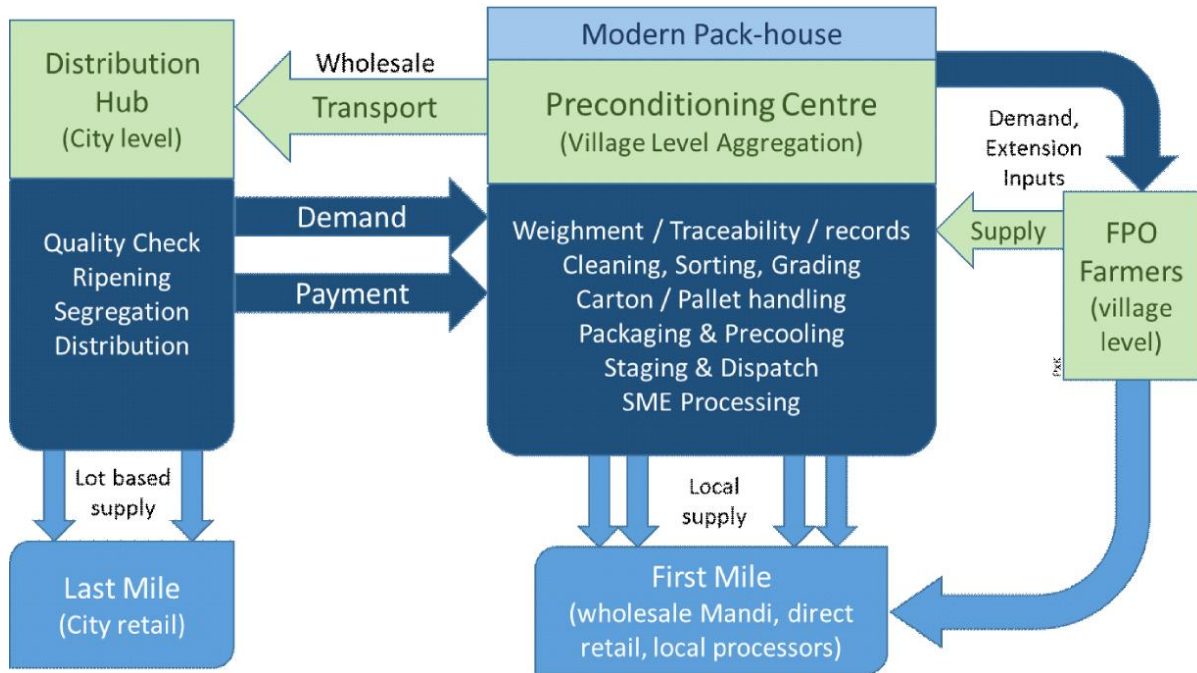 Distribution
Hub
(City level)
Quality Check
Ripening
Segregation
Distribution
Wholesale
Transport
Demand
Payment
Modern Pack-house
Preconditioning Centre
(Village Level Aggregation)
Weighment / Traceability / records
Cleaning, Sorting, Grading
Carton / Pallet handling
Packaging & Precooling
Staging & Dispatch
SME Processing
Demand,
Extension
Inputs
Supply
FPO
Farmers
(village
level)
PxK
Lot based
supply
Local
supply
Last Mile
(City retail)
First Mile
(wholesale Mandi, direct
retail, local processors)